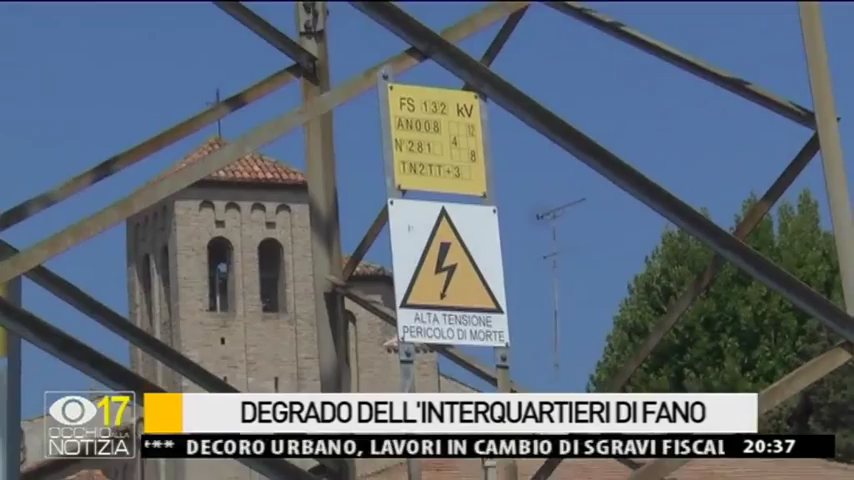 FS 132 KV
AN008 12
N 281 4 8
TN2TT+3
ALTA TENSIONE
PERICOLO DI MORTE
17
OCCHIO ALLA
NOTIZIA
DEGRADO DELL'INTERQUARTIERI DI FANO
*** DECORO URBANO, LAVORI IN CAMBIO DI SGRAVI FISCAL
20:37